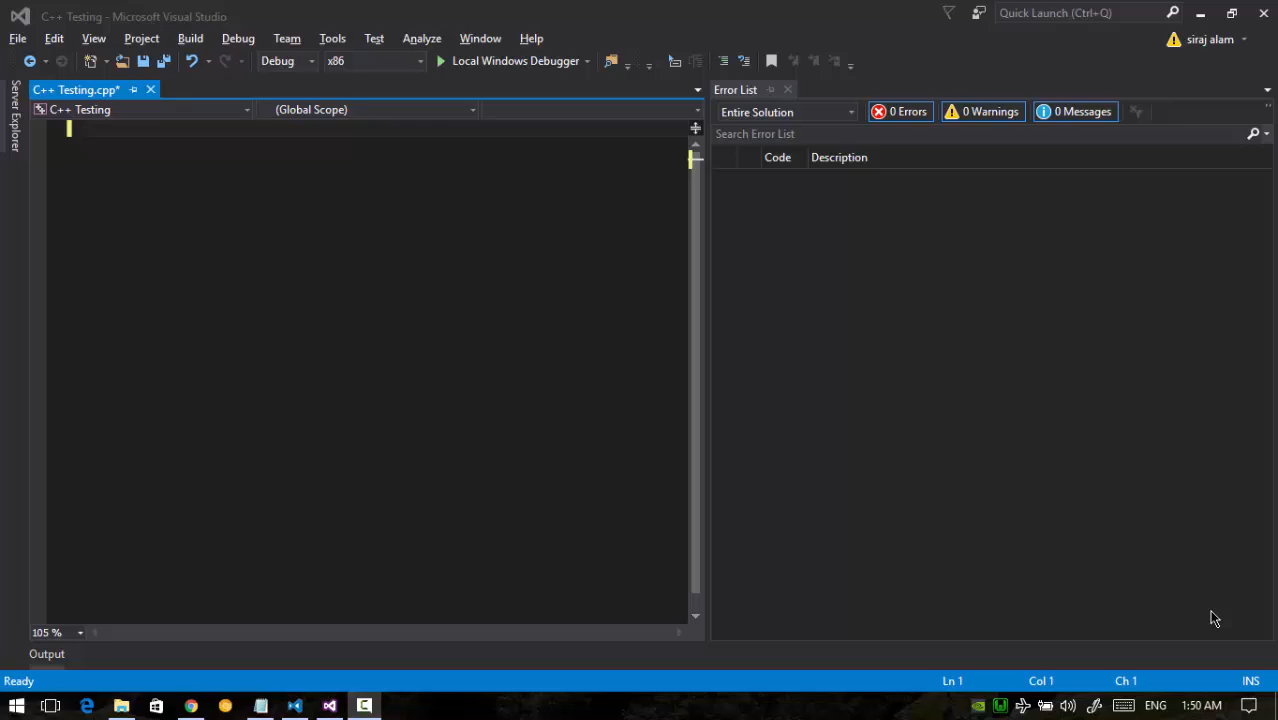 C++ Testing - Microsoft Visual Studio
Quick Launch (Ctrl+Q)
File Edit View Project Build Debug Team Tools Test Analyze Window Help
siraj alam
Debug x86 Local Windows Debugger
Server Explorer
C++ Testing.cpp*
Error List
C++ Testing (Global Scope)
Entire Solution 0 Errors 0 Warnings 0 Messages
Search Error List
Code Description
105 %
Output
Ready Ln 1 Col 1 Ch 1 INS
ENG 1:50 AM